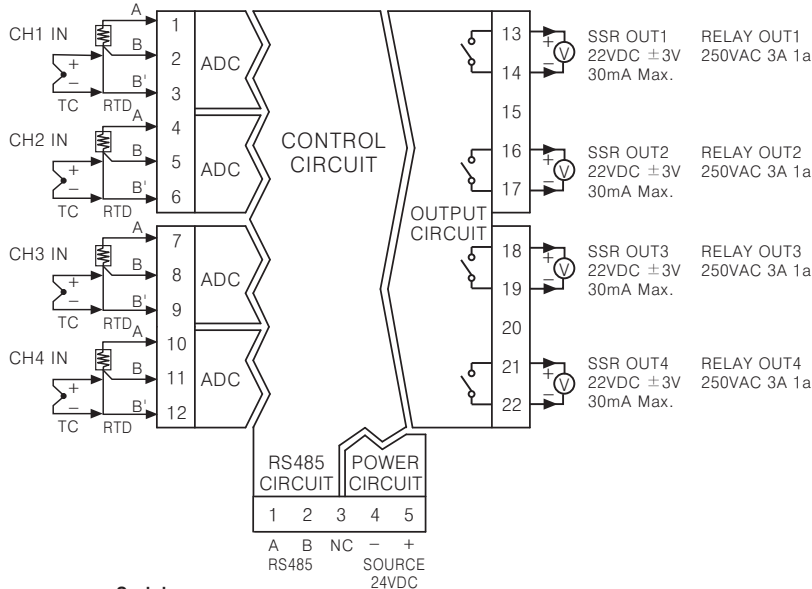 CH1 IN
A
B
B'
+
−
TC
RTD
1
2
3
ADC
CH2 IN
A
B
B'
+
−
TC
RTD
4
5
6
ADC
CH3 IN
A
B
B'
+
−
TC
RTD
7
8
9
ADC
CH4 IN
A
B
B'
+
−
TC
RTD
10
11
12
ADC
CONTROL
CIRCUIT
OUTPUT
CIRCUIT
13
14
15
16
17
18
19
20
21
22
+
−
V
SSR OUT1
22VDC ±3V
30mA Max.
RELAY OUT1
250VAC 3A 1a
+
−
V
SSR OUT2
22VDC ±3V
30mA Max.
RELAY OUT2
250VAC 3A 1a
+
−
V
SSR OUT3
22VDC ±3V
30mA Max.
RELAY OUT3
250VAC 3A 1a
+
−
V
SSR OUT4
22VDC ±3V
30mA Max.
RELAY OUT4
250VAC 3A 1a
RS485
CIRCUIT
POWER
CIRCUIT
1 2 3 4 5
A B NC − +
RS485
SOURCE
24VDC